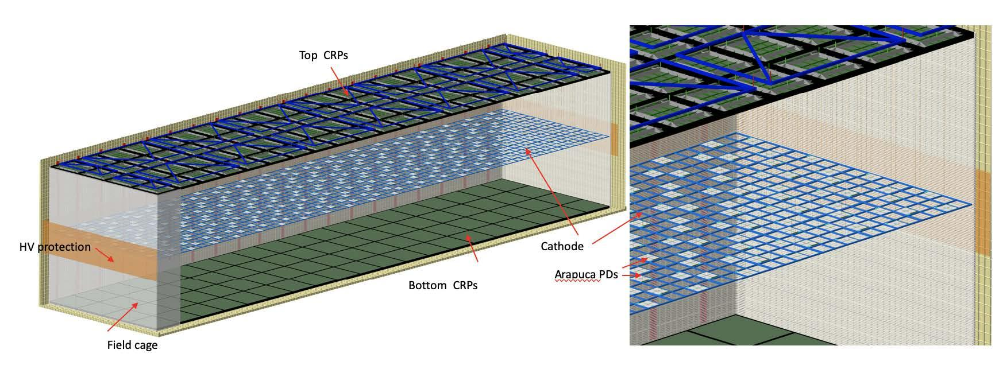 Top CRPs
HV protection
Cathode
Arapuca PDs
Bottom CRPs
Field cage